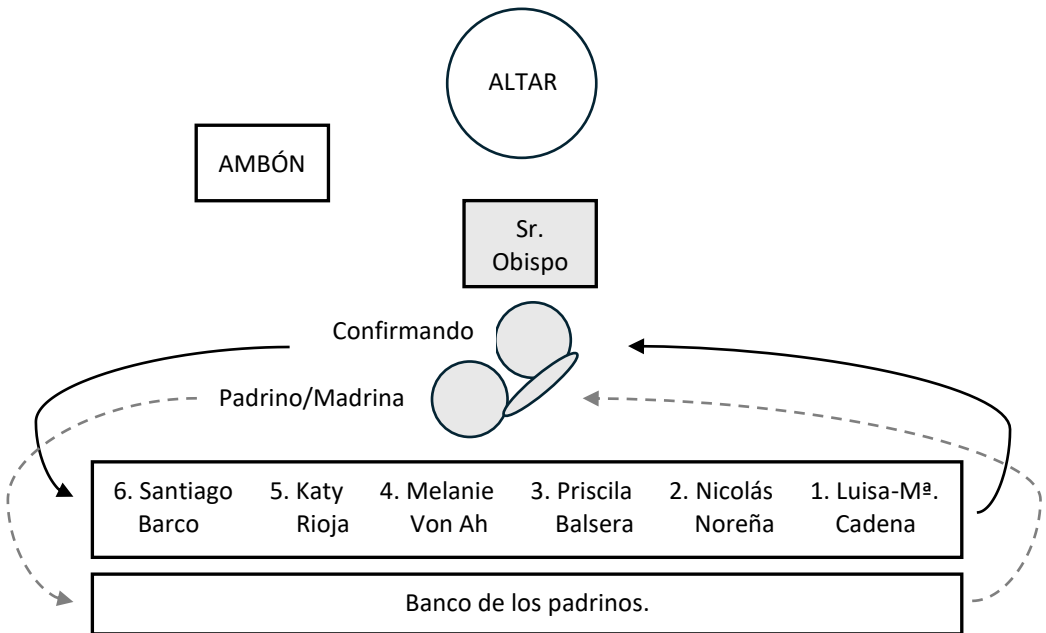 ALTAR
AMBÓN
Sr.
Obispo
Confirmando
Padrino/Madrina
6. Santiago
Barco
5. Katy
Rioja
4. Melanie
Von Ah
3. Priscila
Balsera
2. Nicolás
Noreña
1. Luisa-Mª.
Cadena
Banco de los padrinos.